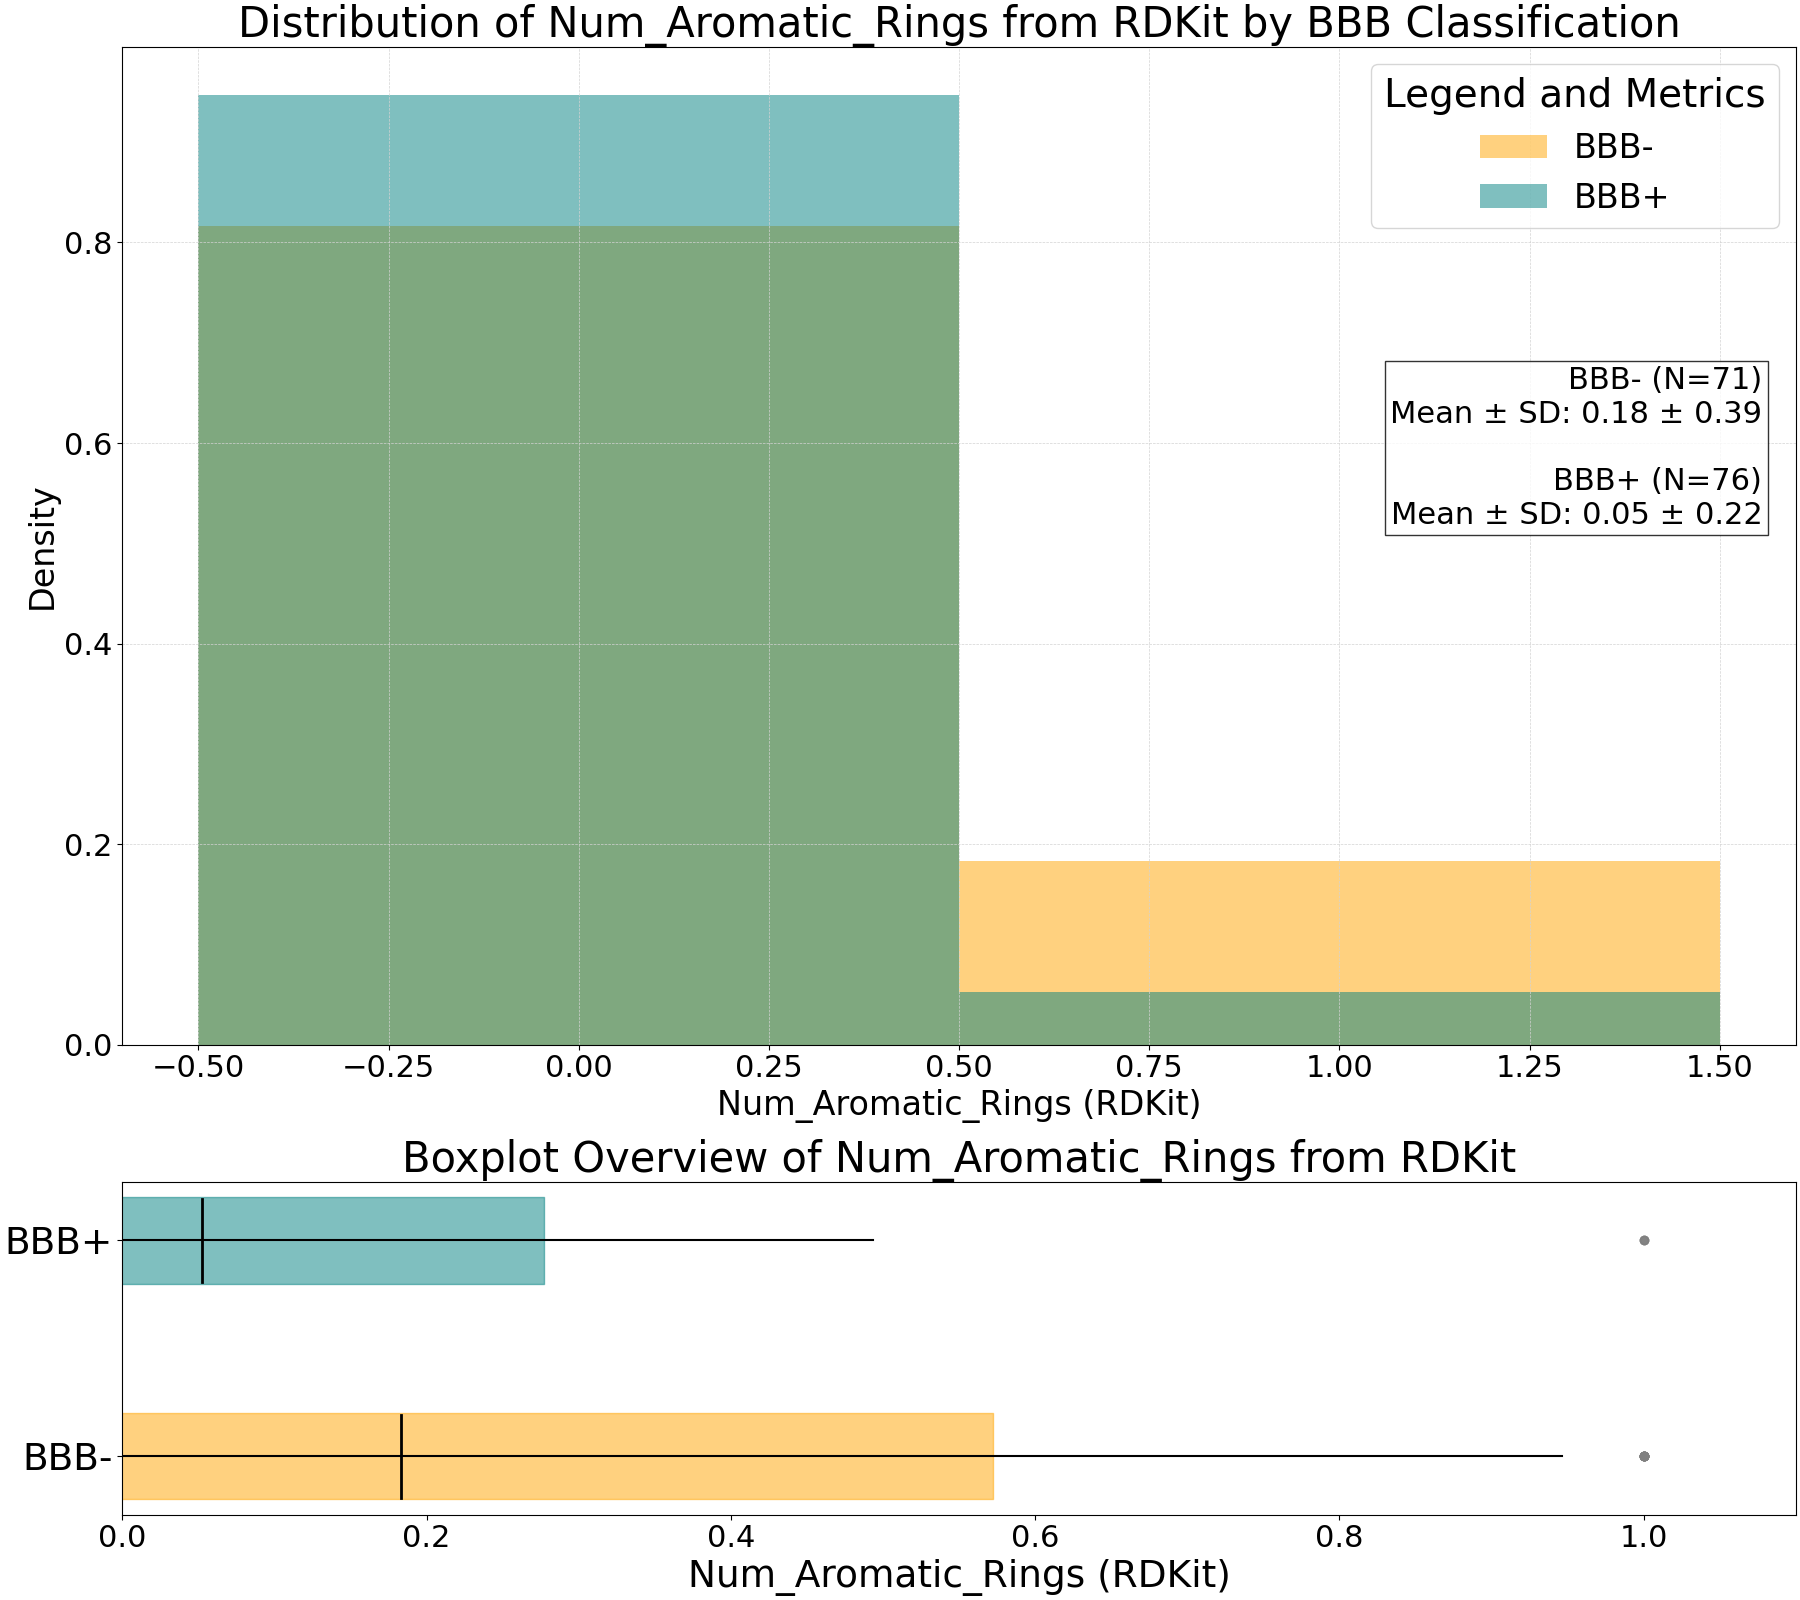 Distribution of Num_Aromatic_Rings from RDKit by BBB Classification
Legend and Metrics
BBB-
BBB+
BBB- (N=71)
Mean ± SD: 0.18 ± 0.39
BBB+ (N=76)
Mean ± SD: 0.05 ± 0.22
Density
0.8
0.6
0.4
0.2
0.0
−0.50 −0.25 0.00 0.25 0.50 0.75 1.00 1.25 1.50
Num_Aromatic_Rings (RDKit)
Boxplot Overview of Num_Aromatic_Rings from RDKit
BBB+
BBB-
0.0 0.2 0.4 0.6 0.8 1.0
Num_Aromatic_Rings (RDKit)